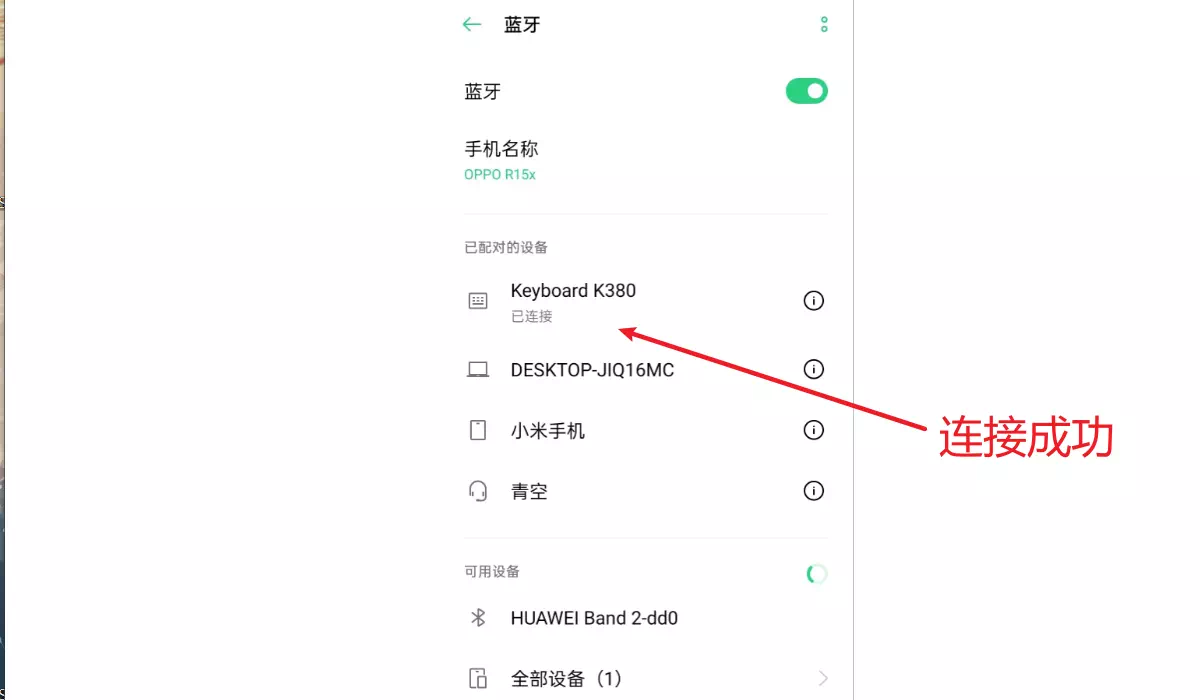 蓝牙
蓝牙
手机名称
OPPO R15x
已配对的设备
Keyboard K380
已连接
DESKTOP-JIQ16MC
连接成功
小米手机
青空
可用设备
HUAWEI Band 2-dd0
全部设备（1）